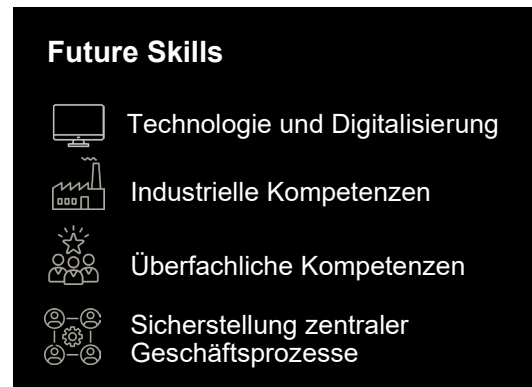 Future Skills
Technologie und Digitalisierung
Industrielle Kompetenzen
Überfachliche Kompetenzen
Sicherstellung zentraler
Geschäftsprozesse